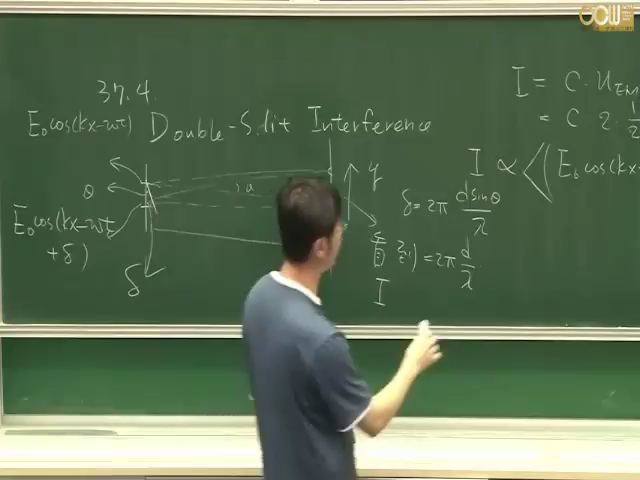 37.4.
E₀cos(kx-ωt) Double-Slit Interference
I = C·U_EM
= C 2·1/2
I ∝ < E₀cos(kx-
θ
a
y
δ = 2π dsinθ/λ
E₀cos(kx-ωt
+δ)
δ
= 2π d/λ
I